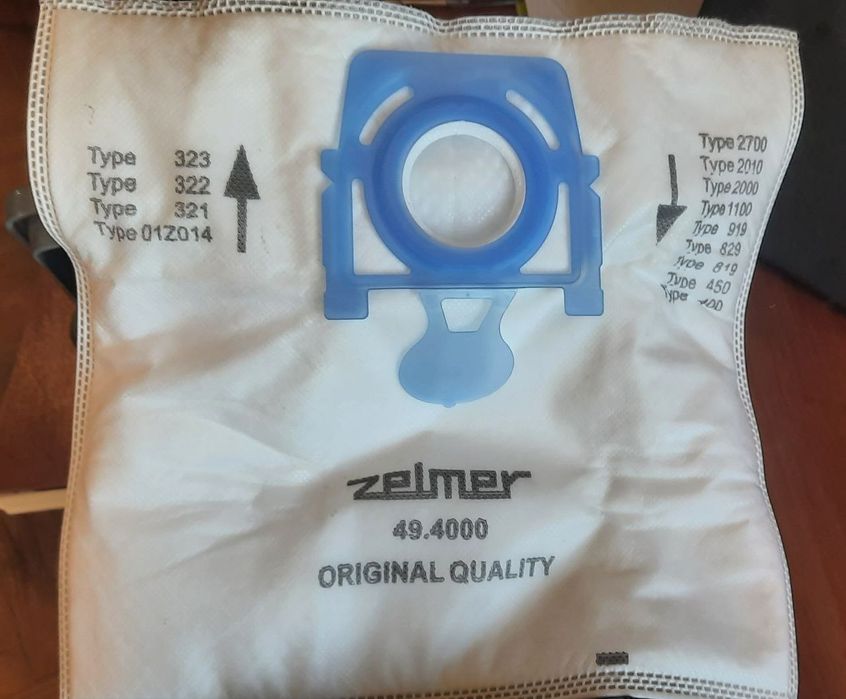 Type 323
Type 322
Type 321
Type 01Z014
Type 2700
Type 2010
Type 2000
Type 1100
Type 919
Type 829
Type 819
Type 450
Type
zelmer
49.4000
ORIGINAL QUALITY